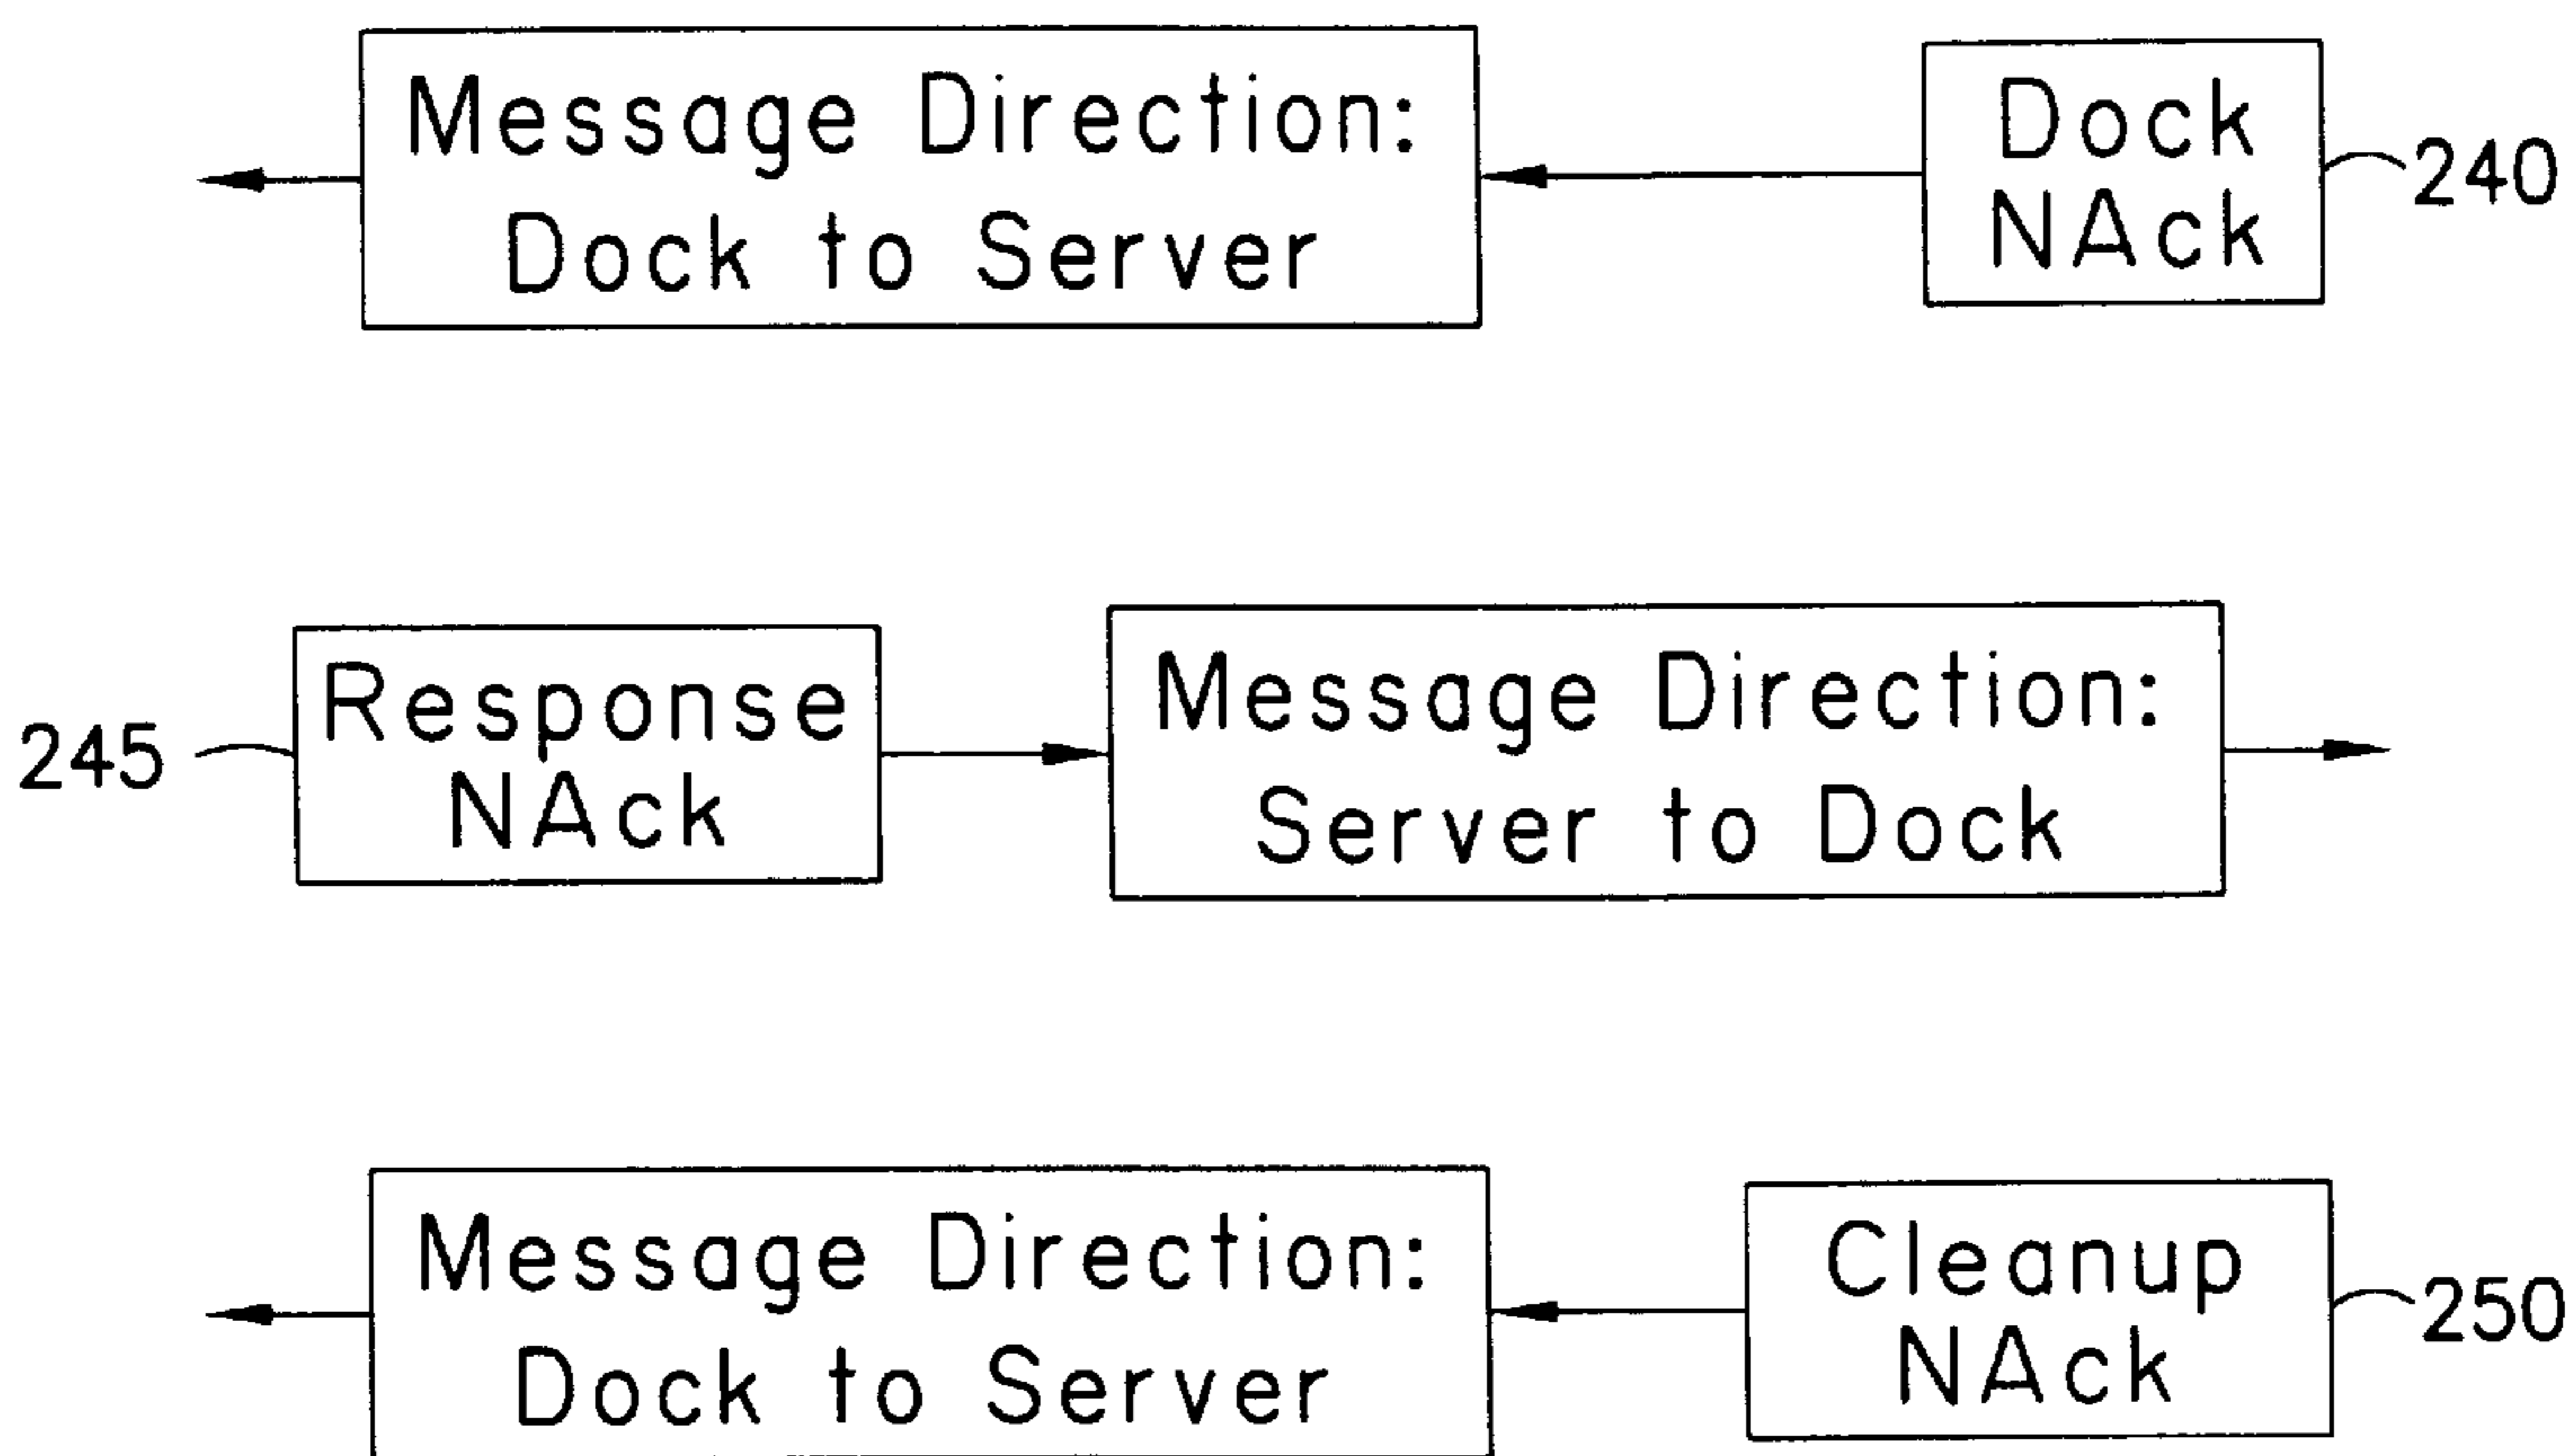 Message Direction:
Dock to Server
Dock
NAck
240
245
Response
NAck
Message Direction:
Server to Dock
Message Direction:
Dock to Server
Cleanup
NAck
250